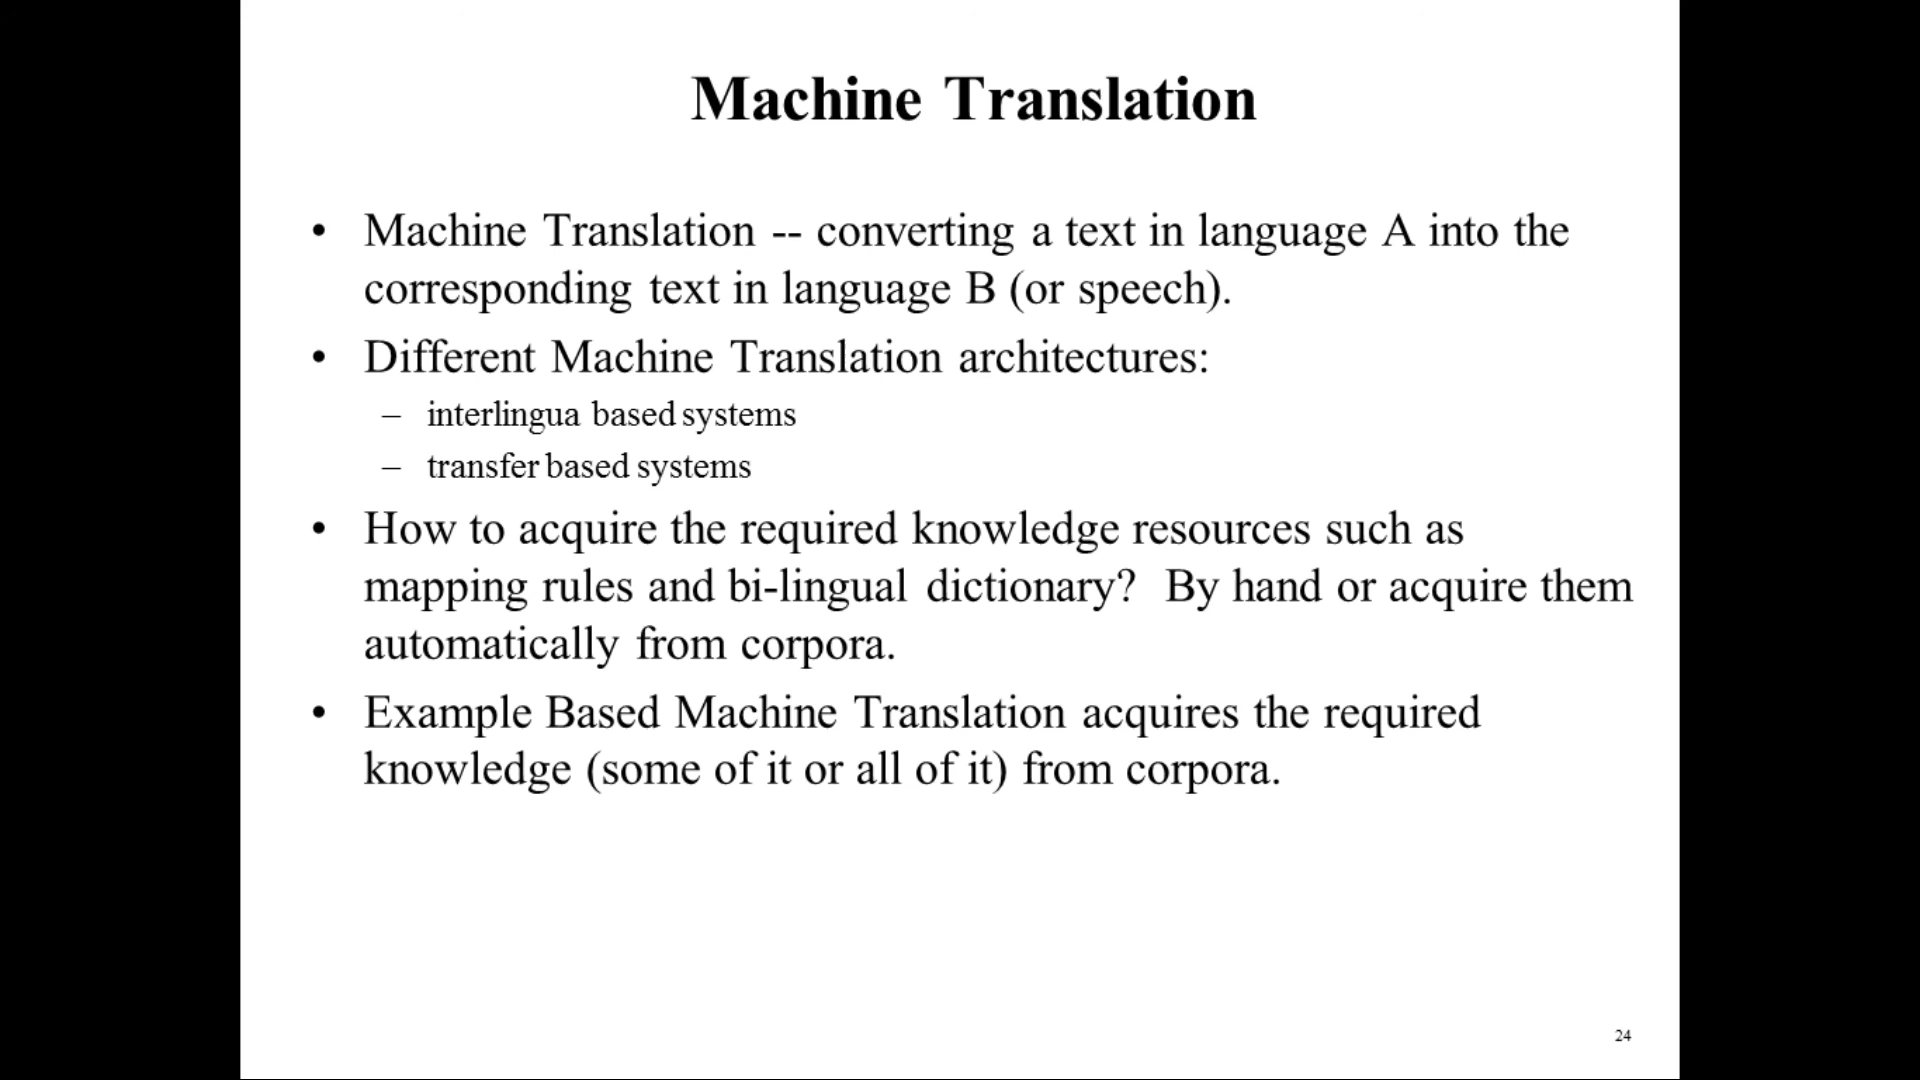 Machine Translation
• Machine Translation -- converting a text in language A into the
corresponding text in language B (or speech).
• Different Machine Translation architectures:
– interlingua based systems
– transfer based systems
• How to acquire the required knowledge resources such as
mapping rules and bi-lingual dictionary? By hand or acquire them
automatically from corpora.
• Example Based Machine Translation acquires the required
knowledge (some of it or all of it) from corpora.
24